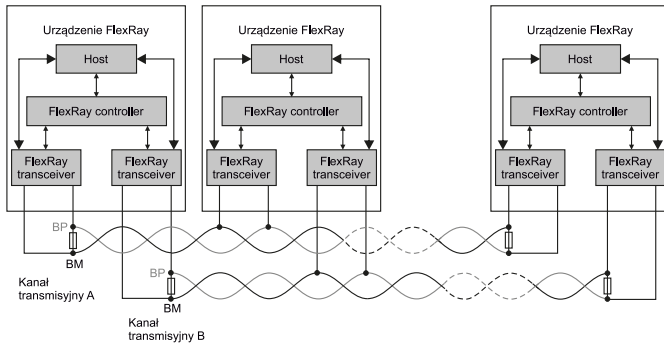 Urządzenie FlexRay
Host
FlexRay controller
FlexRay
transceiver
FlexRay
transceiver
Urządzenie FlexRay
Host
FlexRay controller
FlexRay
transceiver
FlexRay
transceiver
Urządzenie FlexRay
Host
FlexRay controller
FlexRay
transceiver
FlexRay
transceiver
BP
BM
Kanał
transmisyjny A
BP
BM
Kanał
transmisyjny B